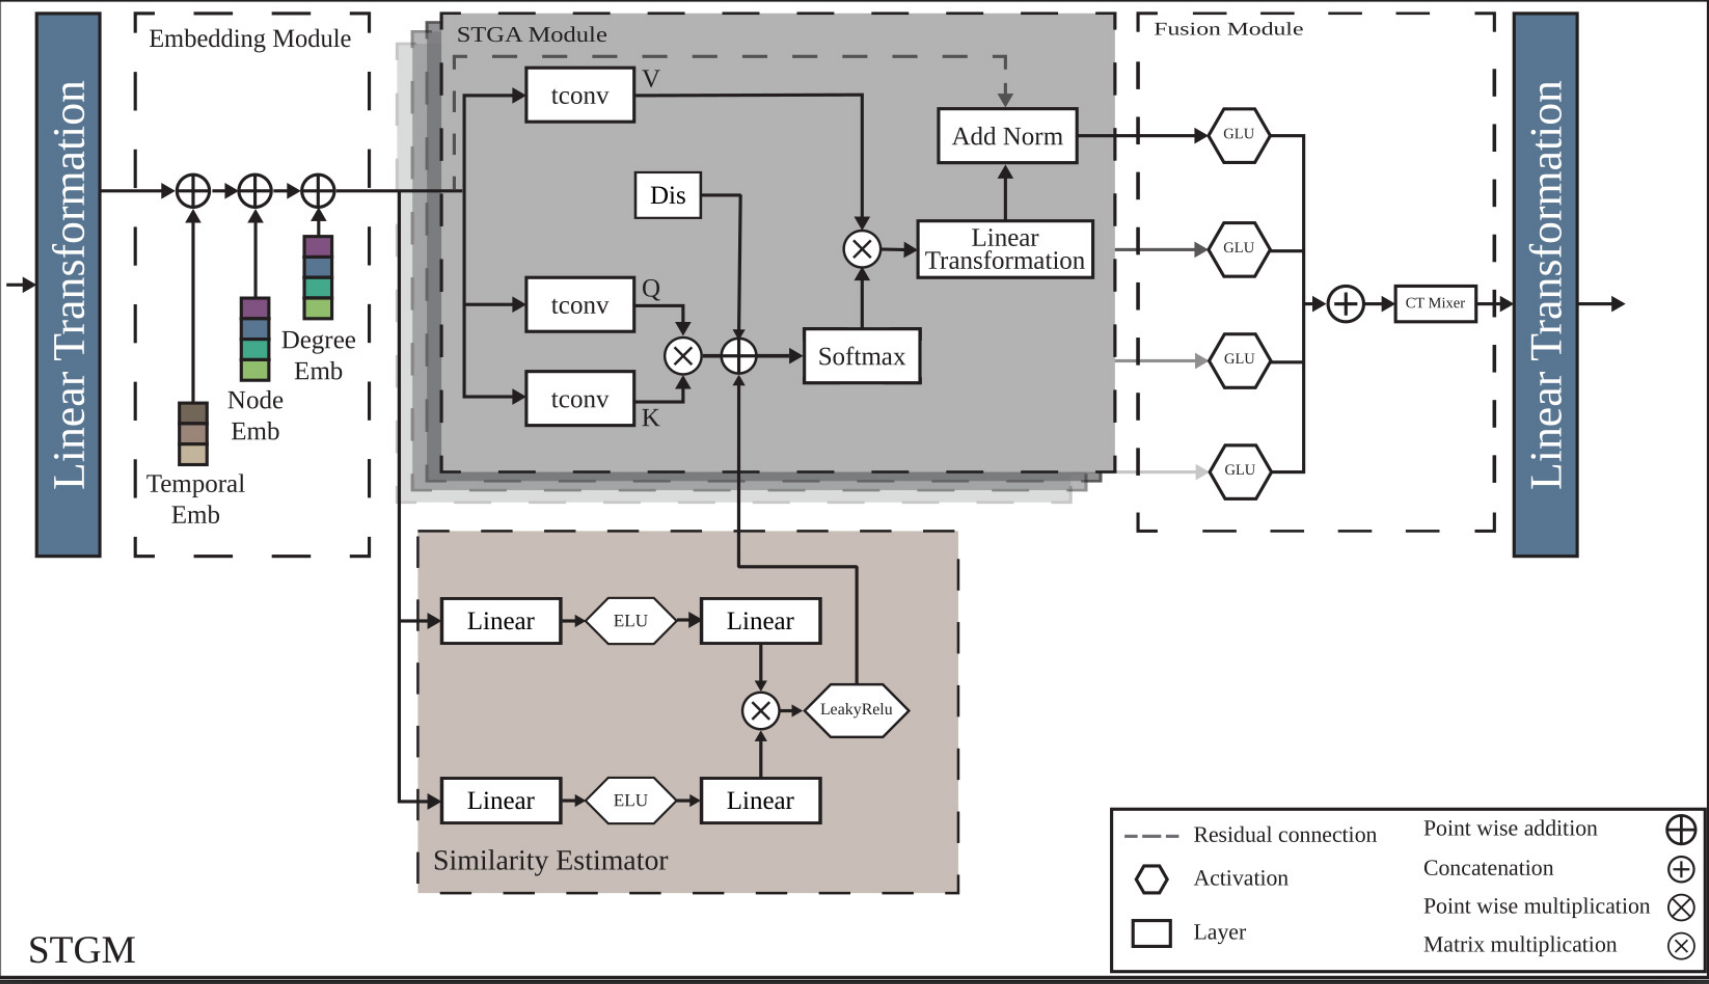 Linear Transformation
Embedding Module
Temporal
Emb
Node
Emb
Degree
Emb
STGA Module
tconv
V
Dis
tconv
Q
tconv
K
Softmax
Linear
Transformation
Add Norm
Fusion Module
GLU
GLU
GLU
GLU
CT Mixer
Linear Transformation
Linear
ELU
Linear
LeakyRelu
Linear
ELU
Linear
Similarity Estimator
Residual connection
Activation
Layer
Point wise addition
Concatenation
Point wise multiplication
Matrix multiplication
STGM